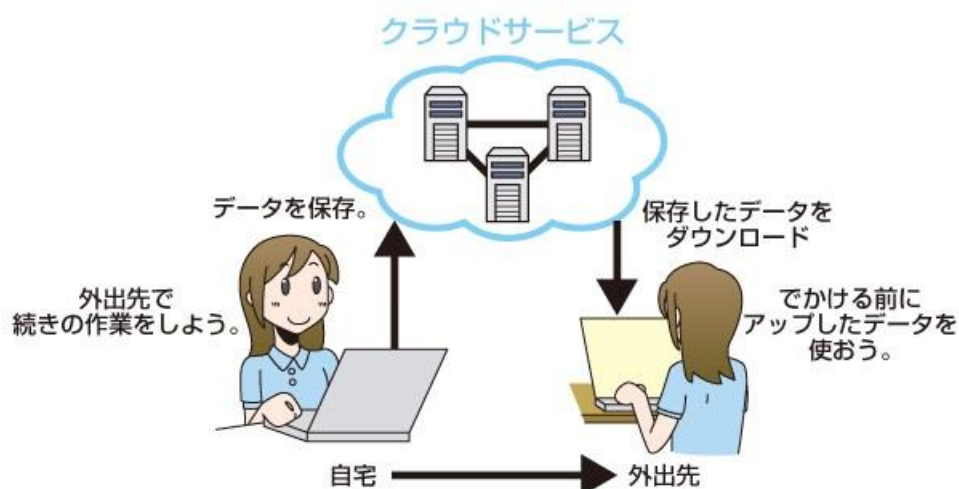 クラウドサービス
データを保存。
保存したデータを
ダウンロード
外出先で
続きの作業をしよう。
でかける前に
アップしたデータを
使おう。
自宅
外出先